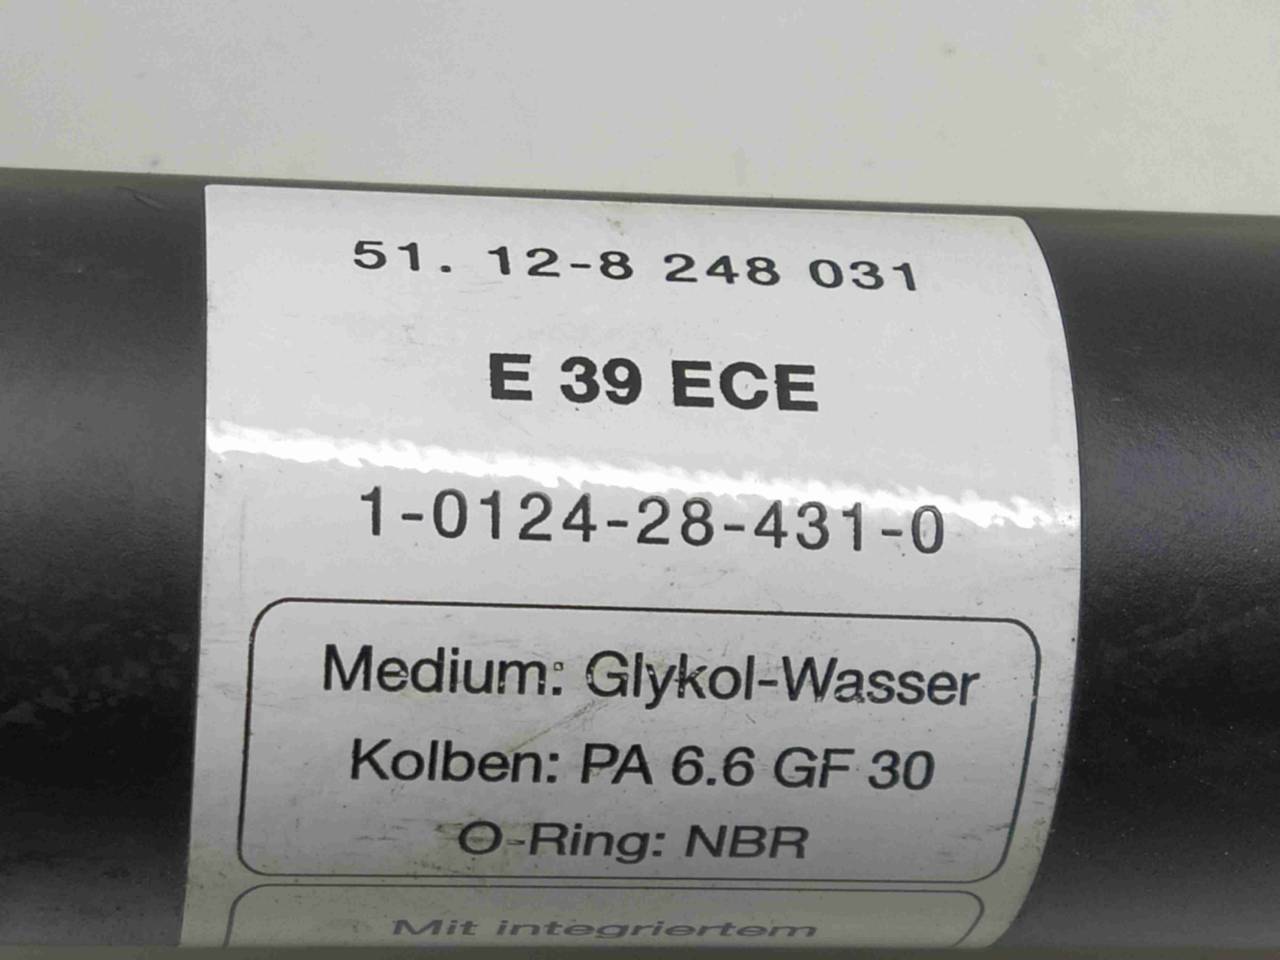 51. 12-8 248 031
E 39 ECE
1-0124-28-431-0
Medium: Glykol-Wasser
Kolben: PA 6.6 GF 30
O-Ring: NBR
Mit integriertem